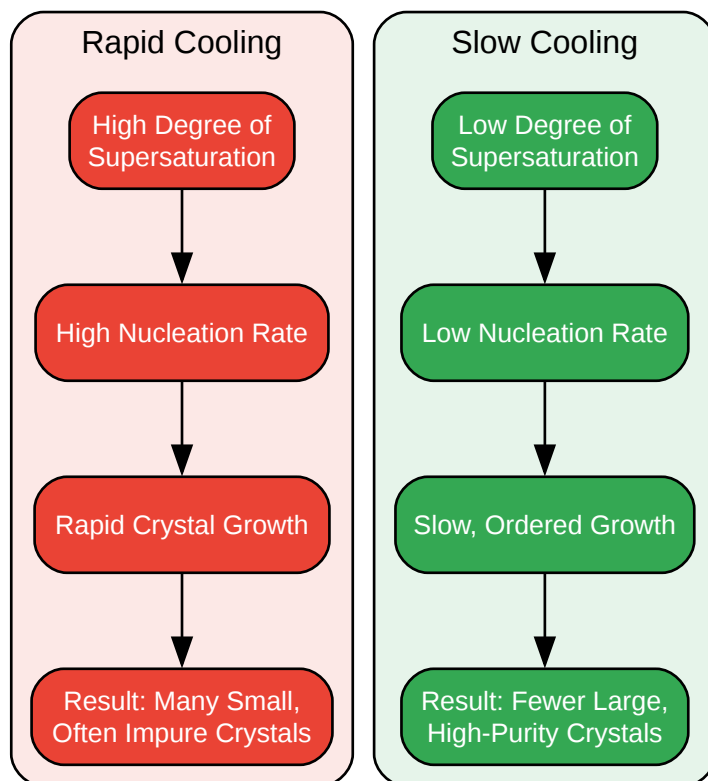 Rapid Cooling
High Degree of
Supersaturation
High Nucleation Rate
Rapid Crystal Growth
Result: Many Small,
Often Impure Crystals
Slow Cooling
Low Degree of
Supersaturation
Low Nucleation Rate
Slow, Ordered Growth
Result: Fewer Large,
High-Purity Crystals